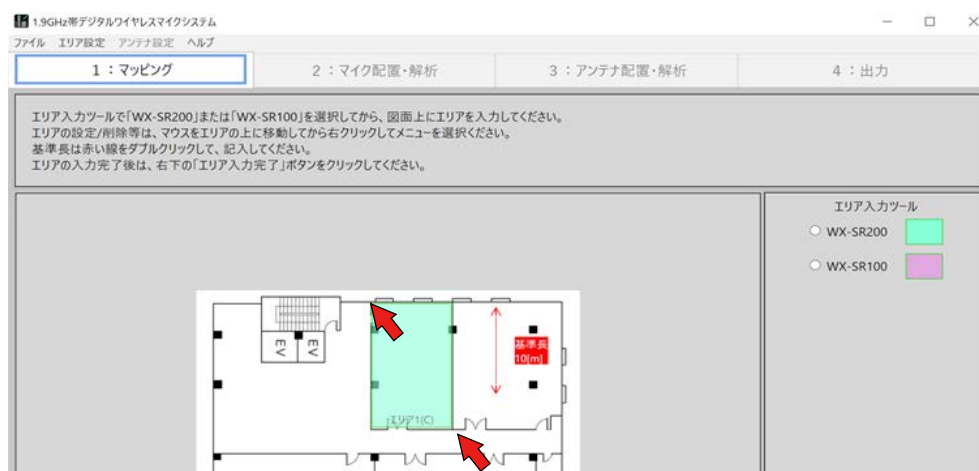 1.9GHz帯デジタルワイヤレスマイクシステム
ファイル エリア設定 アンテナ設定 ヘルプ
1：マッピング 2：マイク配置・解析 3：アンテナ配置・解析 4：出力
エリア入力ツールで「WX-SR200」または「WX-SR100」を選択してから、図面上にエリアを入力してください。
エリアの設定/削除等は、マウスをエリアの上に移動してから右クリックしてメニューを選択ください。
基準長は赤い線をダブルクリックして、記入してください。
エリアの入力完了後は、右下の「エリア入力完了」ボタンをクリックしてください。
エリア入力ツール
WX-SR200
WX-SR100
EV EV
基準長
10[m]
エリア1(C)